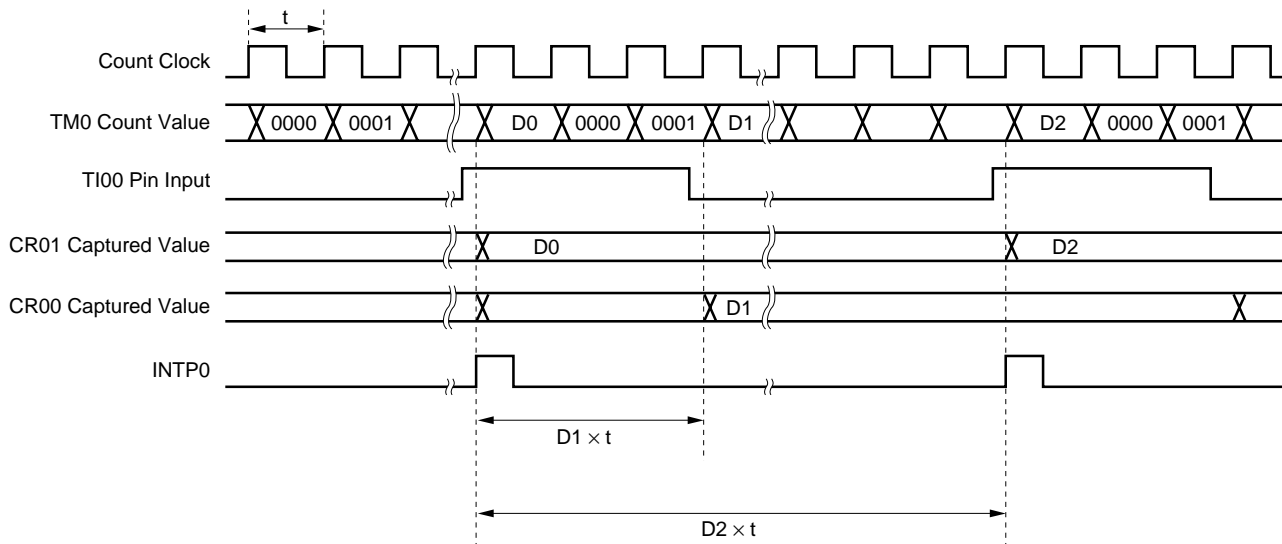 t
Count Clock
TM0 Count Value 0000 0001 D0 0000 0001 D1 D2 0000 0001
TI00 Pin Input
CR01 Captured Value D0 D2
CR00 Captured Value D1
INTP0
D1 × t
D2 × t